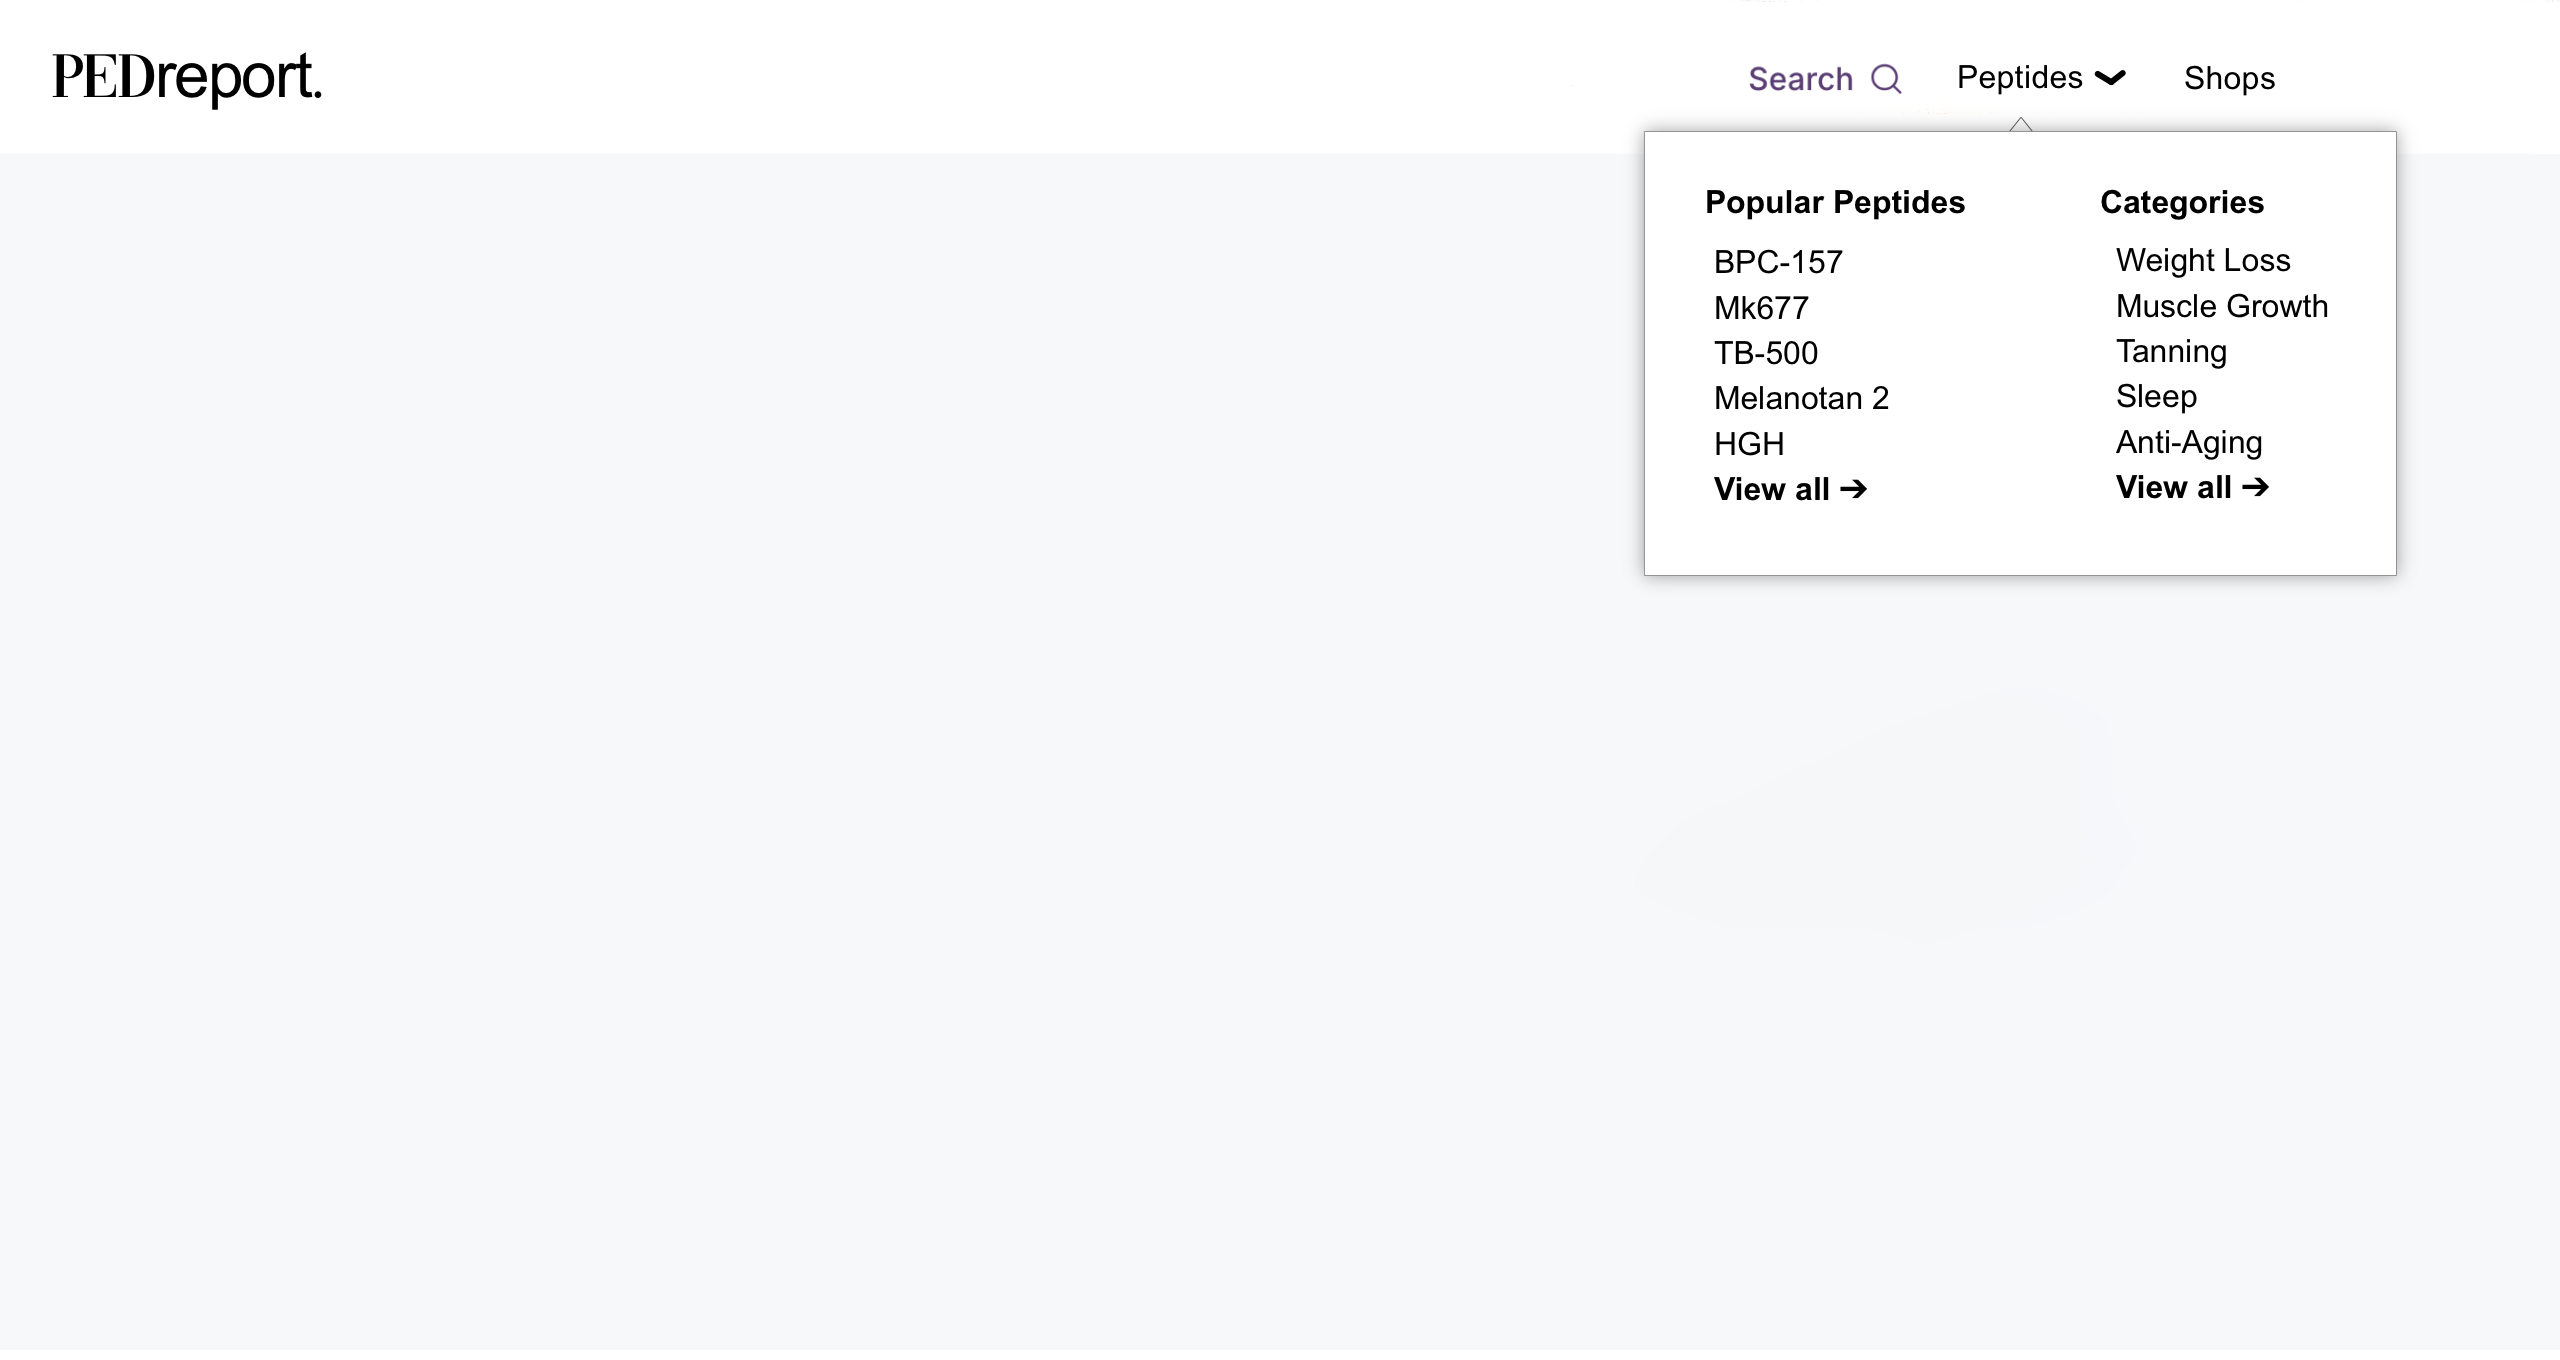 PEDreport.
Search
Peptides
Shops
Popular Peptides
BPC-157
Mk677
TB-500
Melanotan 2
HGH
View all ➔
Categories
Weight Loss
Muscle Growth
Tanning
Sleep
Anti-Aging
View all ➔